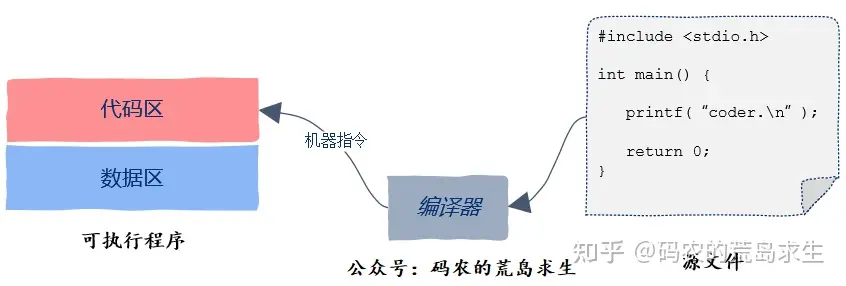 #include <stdio.h>
int main() {
printf( “coder.\n” );
return 0;
}
代码区
机器指令
数据区
编译器
可执行程序
公众号：码农的荒岛求生
源文件
知乎 @码农的荒岛求生